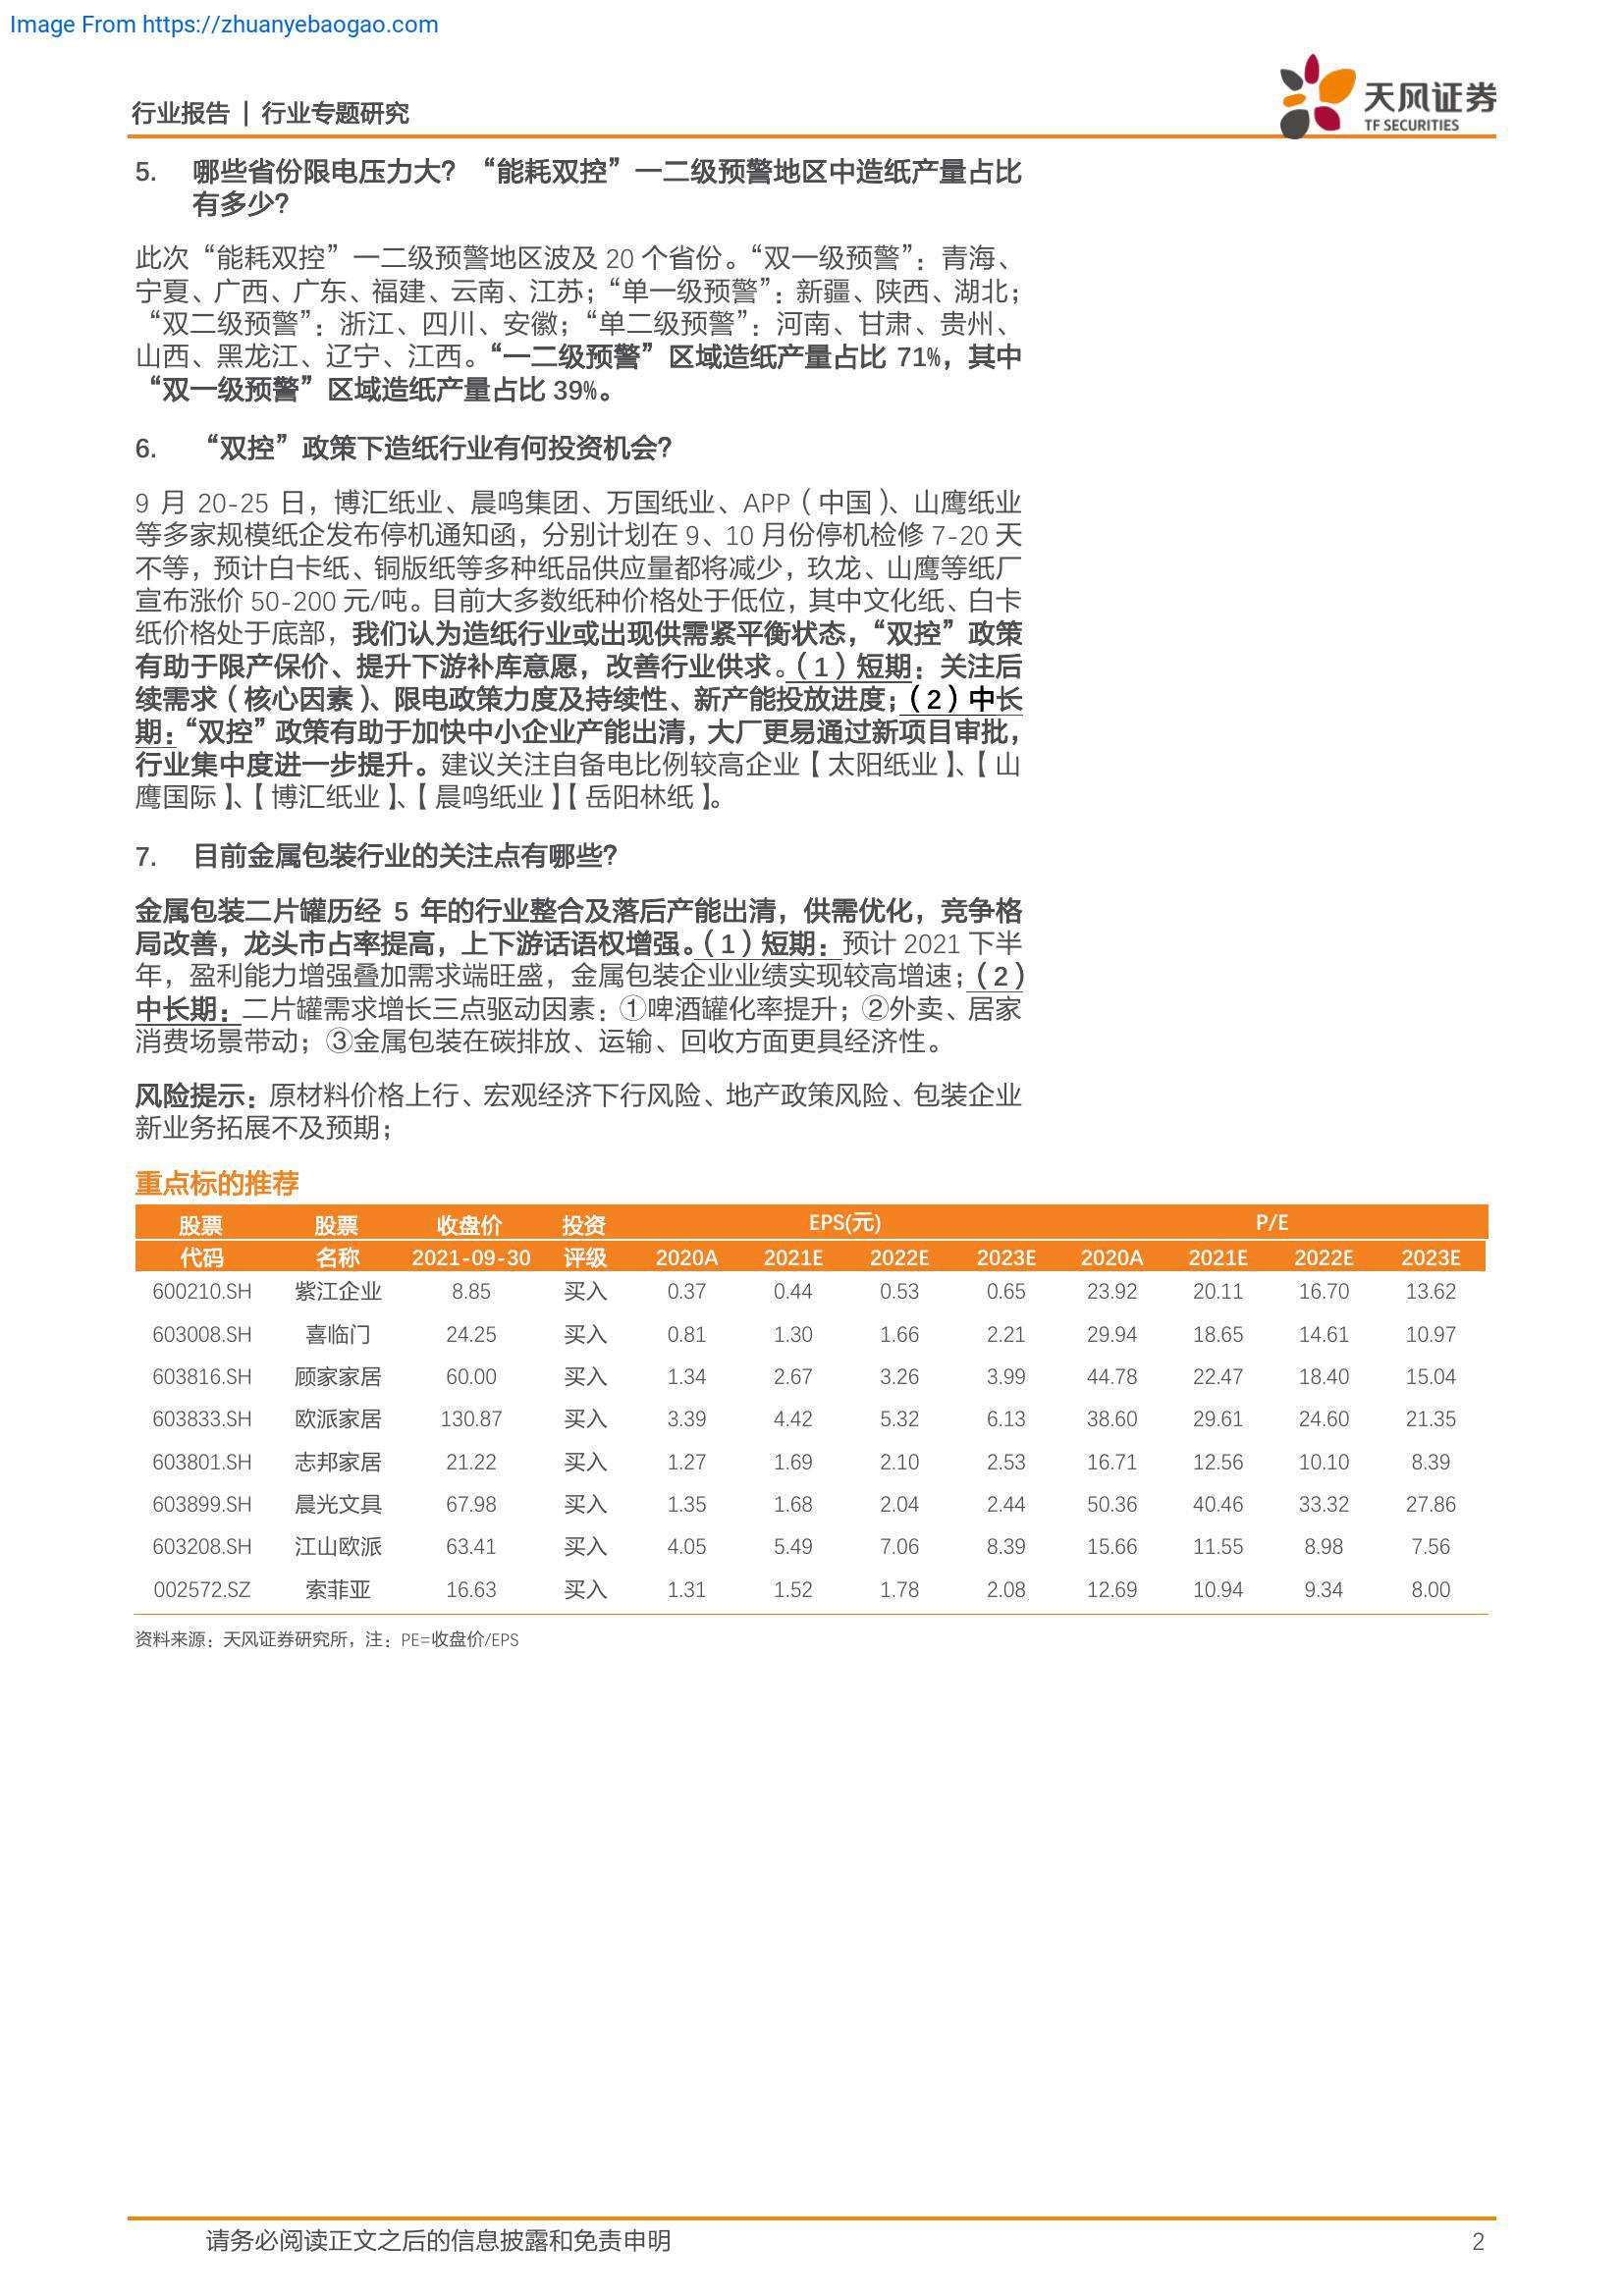 Image From https://zhuanyebaogao.com
行业报告 | 行业专题研究
天风证券
TF SECURITIES
5. 哪些省份限电压力大？“能耗双控”一二级预警地区中造纸产量占比
有多少？
此次“能耗双控”一二级预警地区波及 20 个省份。“双一级预警”：青海、
宁夏、广西、广东、福建、云南、江苏；“单一级预警”：新疆、陕西、湖北；
“双二级预警”：浙江、四川、安徽；“单二级预警”：河南、甘肃、贵州、
山西、黑龙江、辽宁、江西。“一二级预警”区域造纸产量占比 71%，其中
“双一级预警”区域造纸产量占比 39%。
6. “双控”政策下造纸行业有何投资机会？
9 月 20-25 日，博汇纸业、晨鸣集团、万国纸业、APP（中国）、山鹰纸业
等多家规模纸企发布停机通知函，分别计划在 9、10 月份停机检修 7-20 天
不等，预计白卡纸、铜版纸等多种纸品供应量都将减少，玖龙、山鹰等纸厂
宣布涨价 50-200 元/吨。目前大多数纸种价格处于低位，其中文化纸、白卡
纸价格处于底部，我们认为造纸行业或出现供需紧平衡状态，“双控”政策
有助于限产保价、提升下游补库意愿，改善行业供求。（1）短期：关注后
续需求（核心因素）、限电政策力度及持续性、新产能投放进度；（2）中长
期：“双控”政策有助于加快中小企业产能出清，大厂更易通过新项目审批，
行业集中度进一步提升。建议关注自备电比例较高企业【太阳纸业】、【山
鹰国际】、【博汇纸业】、【晨鸣纸业】【岳阳林纸】。
7. 目前金属包装行业的关注点有哪些？
金属包装二片罐历经 5 年的行业整合及落后产能出清，供需优化，竞争格
局改善，龙头市占率提高，上下游话语权增强。（1）短期：预计 2021 下半
年，盈利能力增强叠加需求端旺盛，金属包装企业业绩实现较高增速；（2）
中长期：二片罐需求增长三点驱动因素：①啤酒罐化率提升；②外卖、居家
消费场景带动；③金属包装在碳排放、运输、回收方面更具经济性。
风险提示：原材料价格上行、宏观经济下行风险、地产政策风险、包装企业
新业务拓展不及预期；
重点标的推荐
股票 股票 收盘价 投资 EPS(元) P/E
代码 名称 2021-09-30 评级 2020A 2021E 2022E 2023E 2020A 2021E 2022E 2023E
600210.SH 紫江企业 8.85 买入 0.37 0.44 0.53 0.65 23.92 20.11 16.70 13.62
603008.SH 喜临门 24.25 买入 0.81 1.30 1.66 2.21 29.94 18.65 14.61 10.97
603816.SH 顾家家居 60.00 买入 1.34 2.67 3.26 3.99 44.78 22.47 18.40 15.04
603833.SH 欧派家居 130.87 买入 3.39 4.42 5.32 6.13 38.60 29.61 24.60 21.35
603801.SH 志邦家居 21.22 买入 1.27 1.69 2.10 2.53 16.71 12.56 10.10 8.39
603899.SH 晨光文具 67.98 买入 1.35 1.68 2.04 2.44 50.36 40.46 33.32 27.86
603208.SH 江山欧派 63.41 买入 4.05 5.49 7.06 8.39 15.66 11.55 8.98 7.56
002572.SZ 索菲亚 16.63 买入 1.31 1.52 1.78 2.08 12.69 10.94 9.34 8.00
资料来源：天风证券研究所，注：PE=收盘价/EPS
请务必阅读正文之后的信息披露和免责申明 2